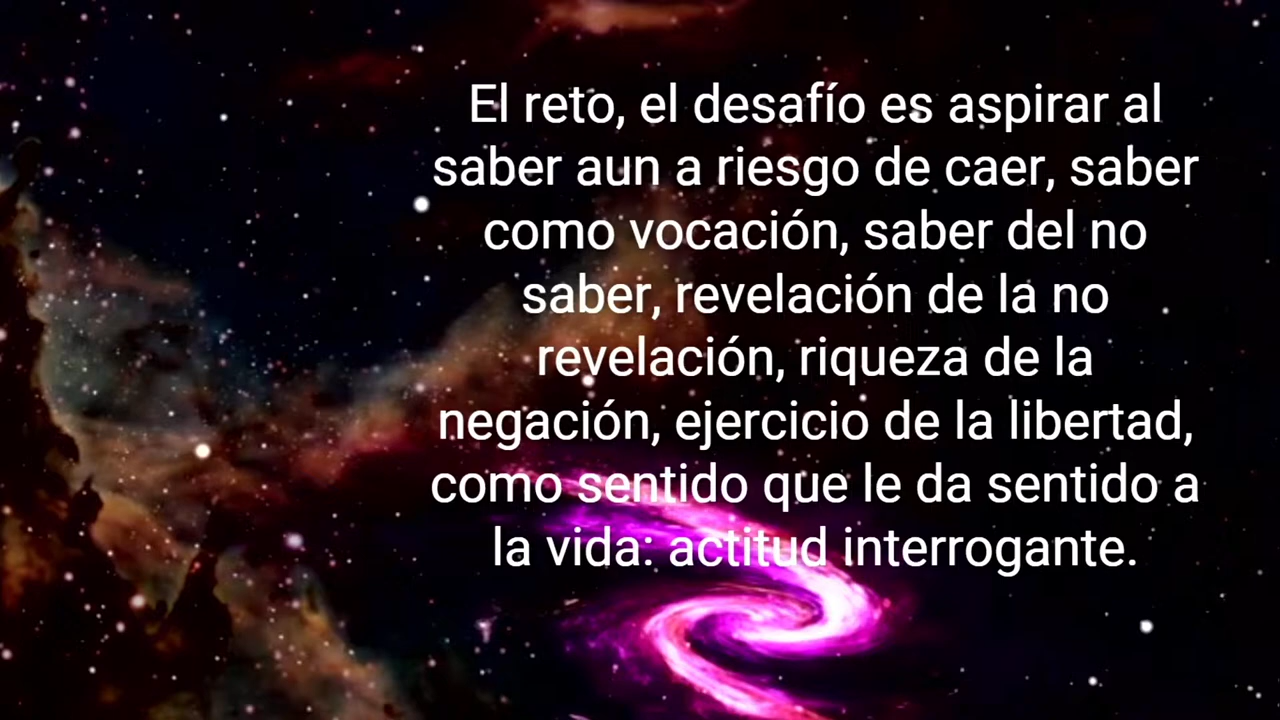 El reto, el desafío es aspirar al
saber aun a riesgo de caer, saber
como vocación, saber del no
saber, revelación de la no
revelación, riqueza de la
negación, ejercicio de la libertad,
como sentido que le da sentido a
la vida: actitud interrogante.